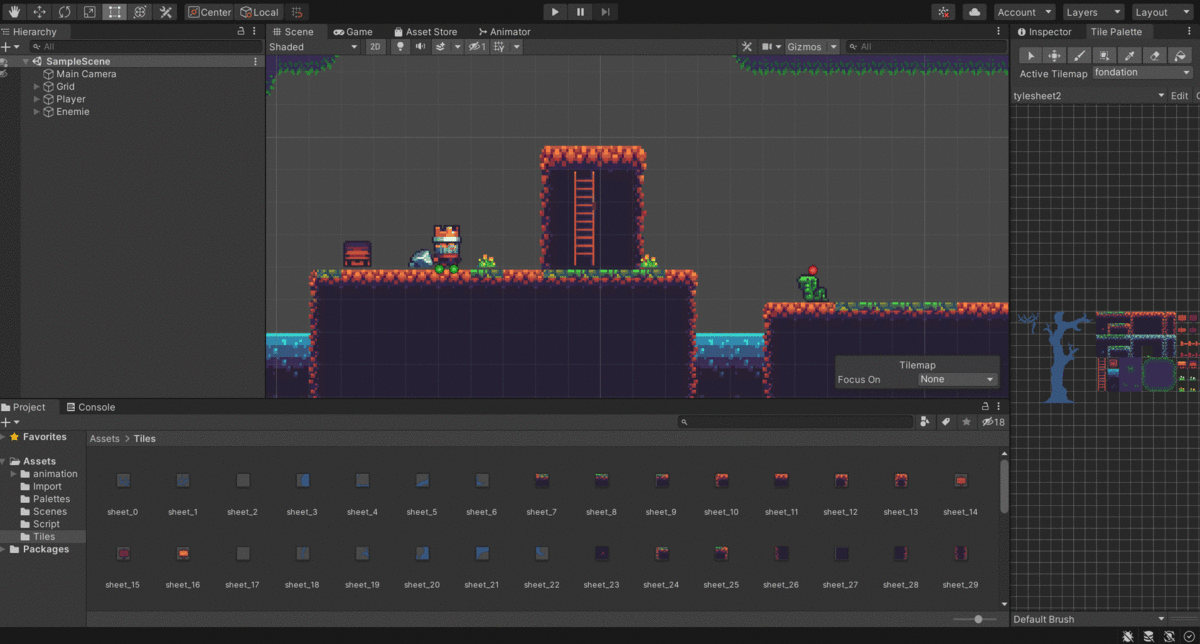 Center Local Account Layers Layout
Hierarchy Scene Game Asset Store Animator Inspector Tile Palette
All Shaded 2D 1 Gizmos All
SampleScene
Main Camera
Grid
Player
Enemie
Active Tilemap fondation
tylesheet2 Edit
Tilemap
Focus On None
Project Console
18
Favorites Assets > Tiles
Assets
animation
Import
Palettes
Scenes
Script
Tiles
Packages
sheet_0 sheet_1 sheet_2 sheet_3 sheet_4 sheet_5 sheet_6 sheet_7 sheet_8 sheet_9 sheet_10 sheet_11 sheet_12 sheet_13 sheet_14
sheet_15 sheet_16 sheet_17 sheet_18 sheet_19 sheet_20 sheet_21 sheet_22 sheet_23 sheet_24 sheet_25 sheet_26 sheet_27 sheet_28 sheet_29
Default Brush